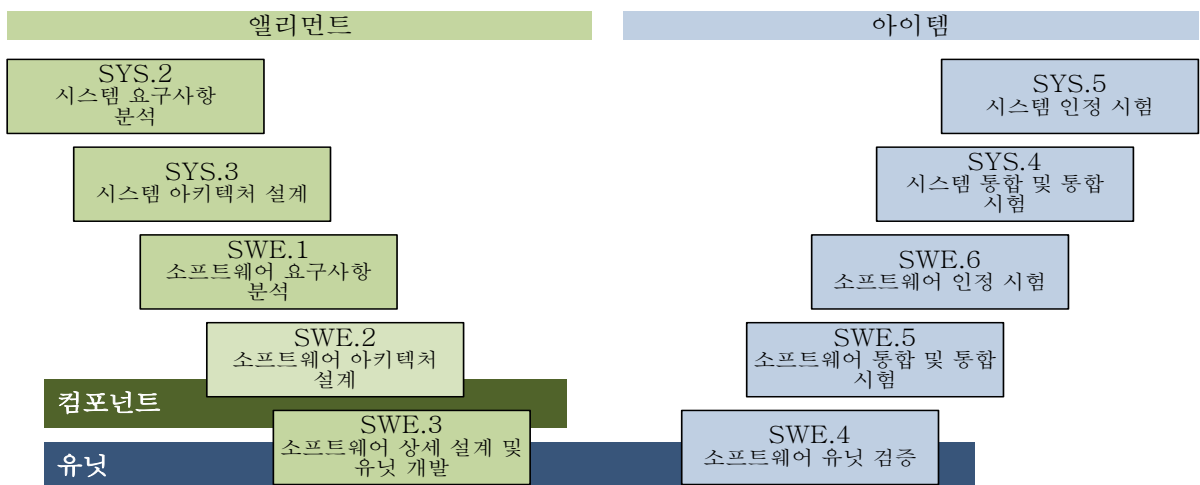 앨리먼트
아이템
SYS.2
시스템 요구사항
분석
SYS.5
시스템 인정 시험
SYS.3
시스템 아키텍처 설계
SYS.4
시스템 통합 및 통합
시험
SWE.1
소프트웨어 요구사항
분석
SWE.6
소프트웨어 인정 시험
SWE.2
소프트웨어 아키텍처
설계
SWE.5
소프트웨어 통합 및 통합
시험
컴포넌트
SWE.3
소프트웨어 상세 설계 및
유닛 개발
SWE.4
소프트웨어 유닛 검증
유닛